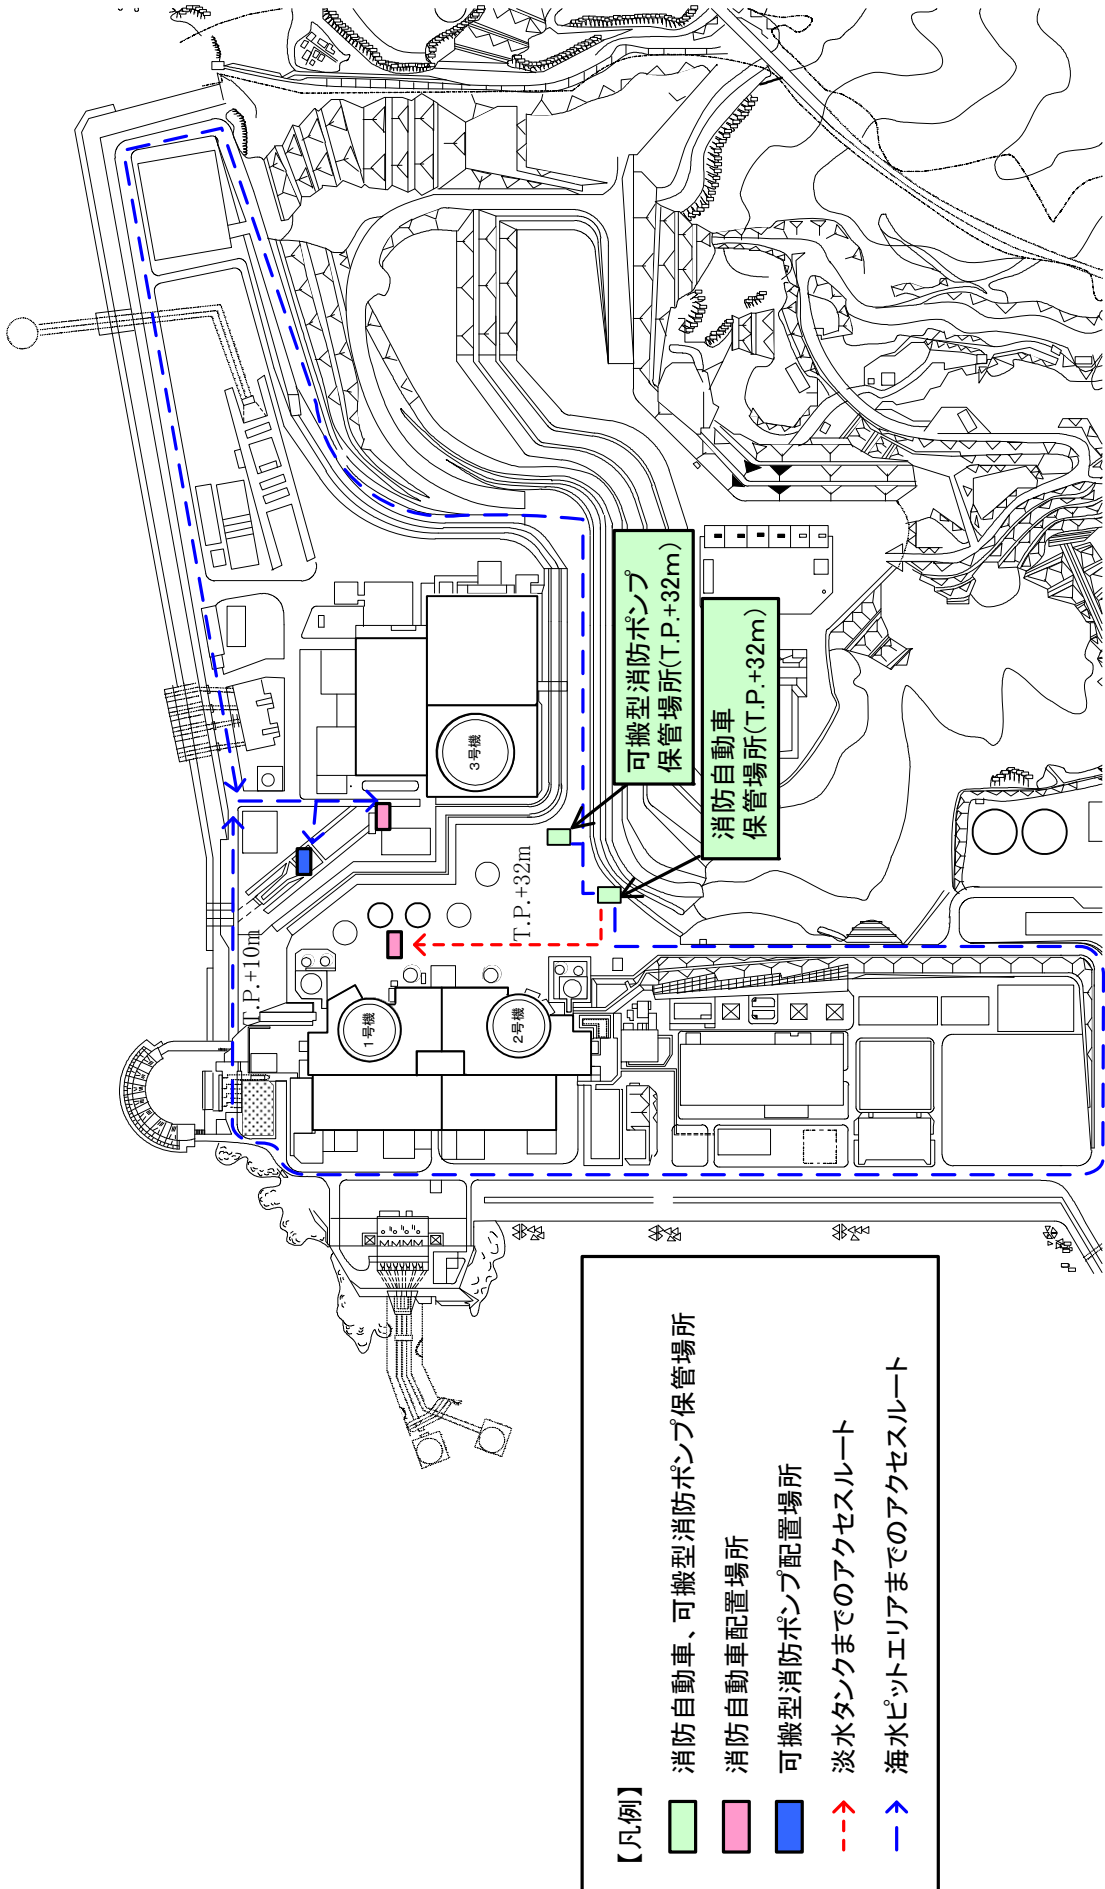 T.P.+10m
T.P.+32m
1号機
2号機
3号機
可搬型消防ポンプ
保管場所(T.P.+32m)
消防自動車
保管場所(T.P.+32m)
【凡例】
消防自動車、可搬型消防ポンプ保管場所
消防自動車配置場所
可搬型消防ポンプ配置場所
淡水タンクまでのアクセスルート
海水ピットエリアまでのアクセスルート